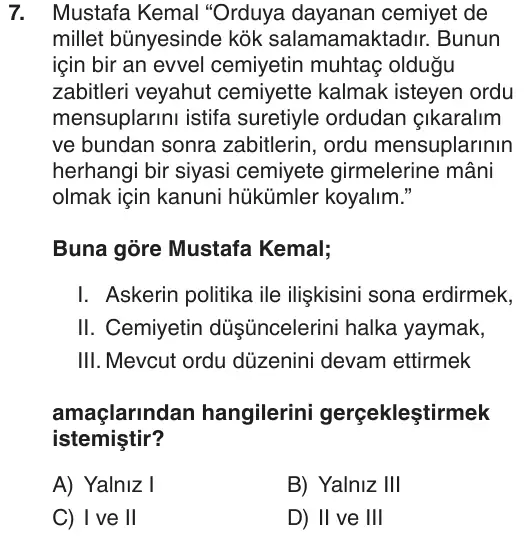 7. Mustafa Kemal “Orduya dayanan cemiyet de
millet bünyesinde kök salamamaktadır. Bunun
için bir an evvel cemiyetin muhtaç olduğu
zabitleri veyahut cemiyette kalmak isteyen ordu
mensuplarını istifa suretiyle ordudan çıkaralım
ve bundan sonra zabitlerin, ordu mensuplarının
herhangi bir siyasi cemiyete girmelerine mâni
olmak için kanuni hükümler koyalım.”
Buna göre Mustafa Kemal;
I. Askerin politika ile ilişkisini sona erdirmek,
II. Cemiyetin düşüncelerini halka yaymak,
III. Mevcut ordu düzenini devam ettirmek
amaçlarından hangilerini gerçekleştirmek
istemiştir?
A) Yalnız I B) Yalnız III
C) I ve II D) II ve III